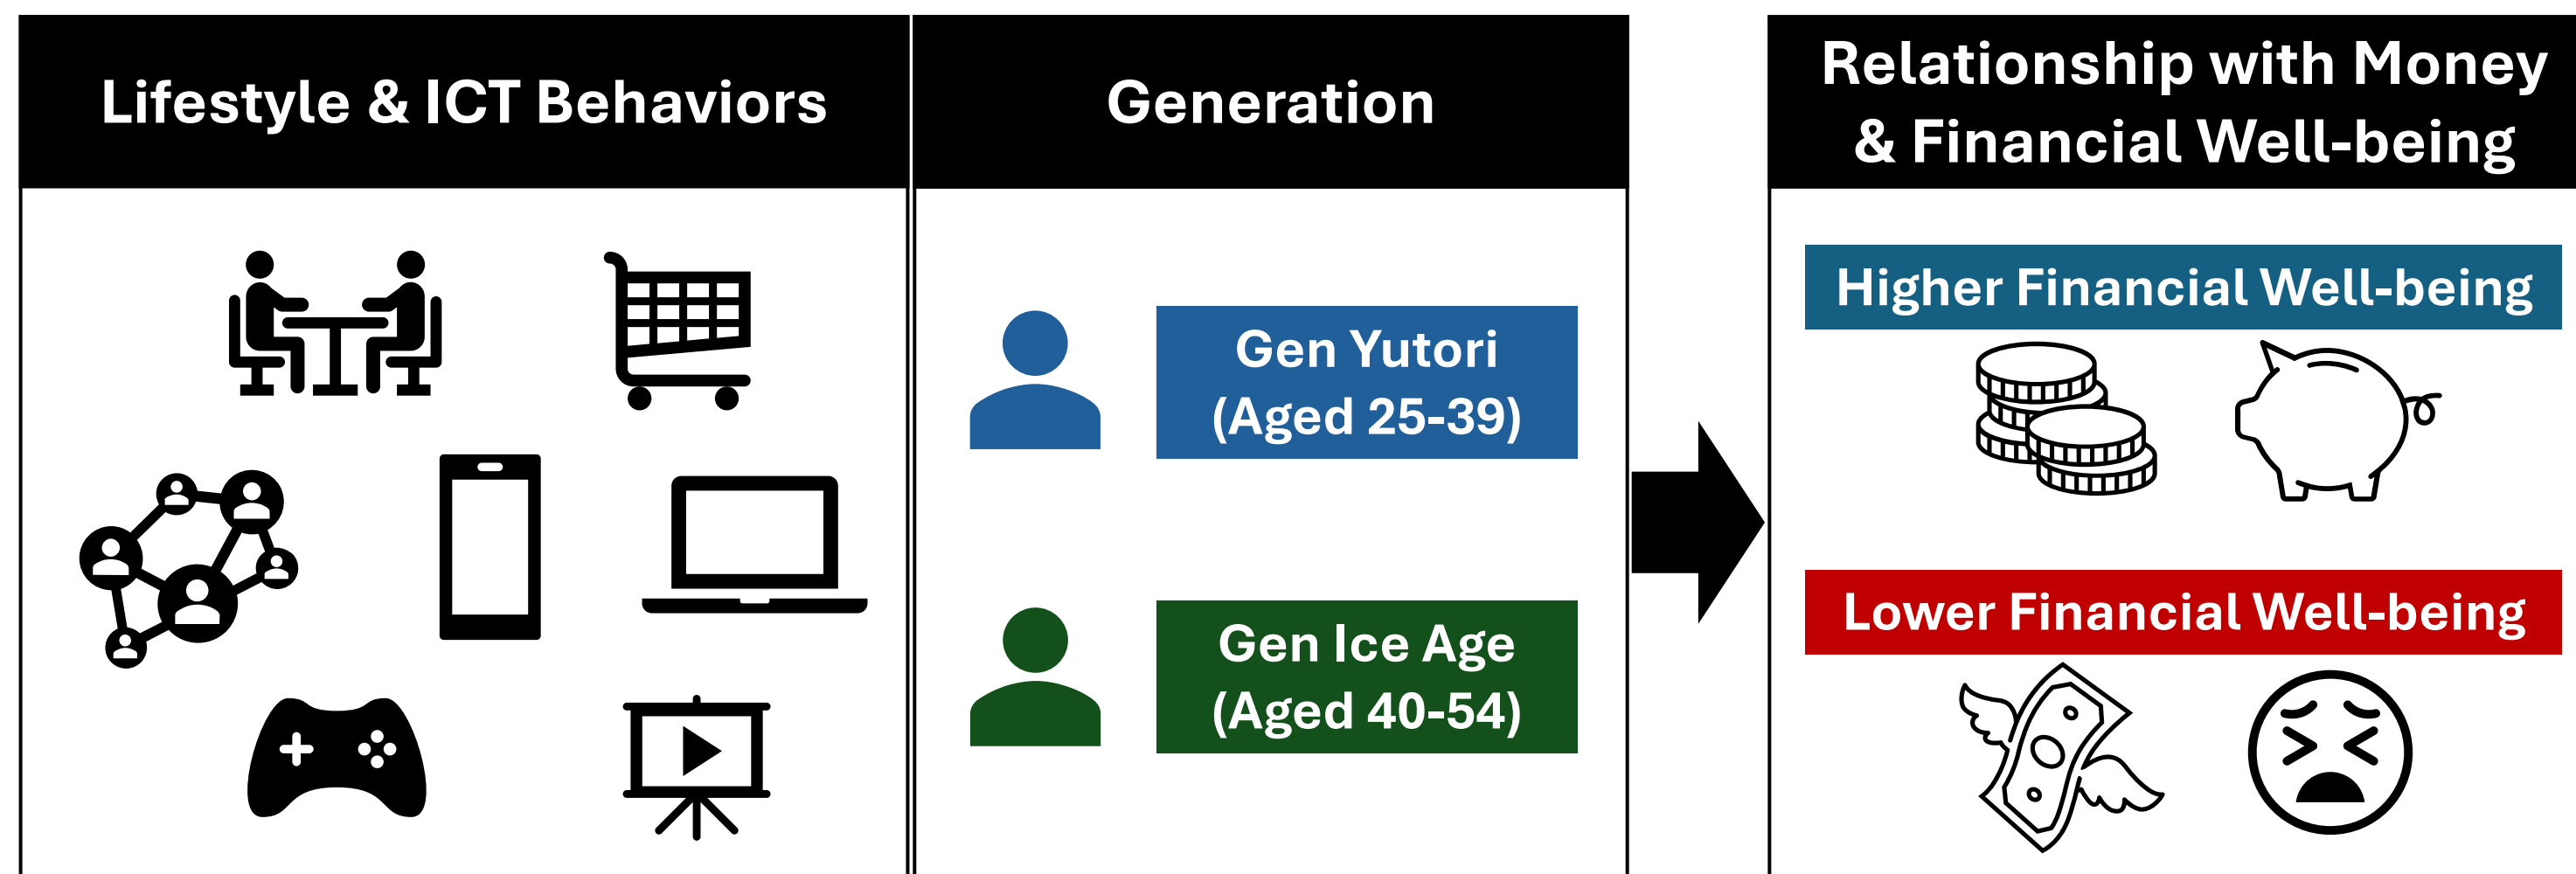 Lifestyle & ICT Behaviors
Generation
Relationship with Money
& Financial Well-being
Gen Yutori
(Aged 25-39)
Gen Ice Age
(Aged 40-54)
Higher Financial Well-being
Lower Financial Well-being